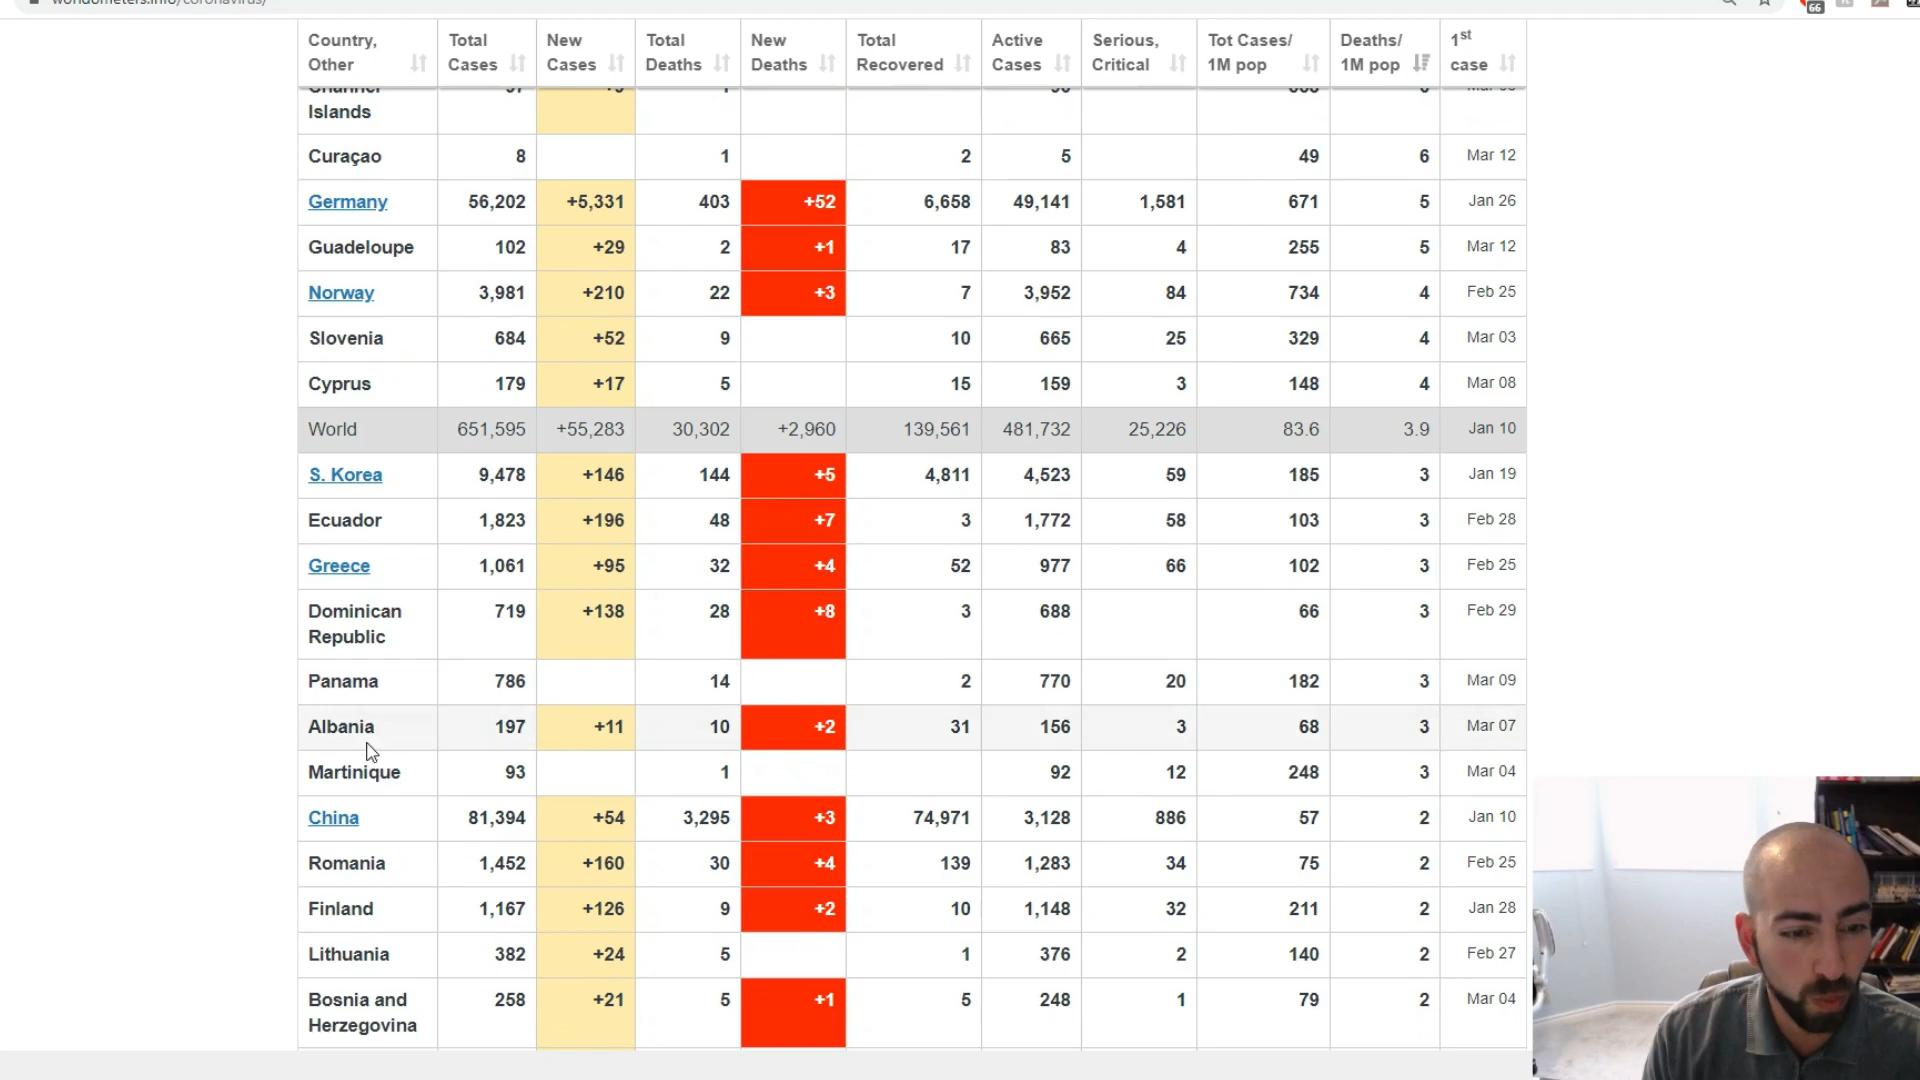 worldometers.info/coronavirus/
66
Country, Other Total Cases New Cases Total Deaths New Deaths Total Recovered Active Cases Serious, Critical Tot Cases/ 1M pop Deaths/ 1M pop 1st case
Channel Islands
Curaçao 8 1 2 5 49 6 Mar 12
Germany 56,202 +5,331 403 +52 6,658 49,141 1,581 671 5 Jan 26
Guadeloupe 102 +29 2 +1 17 83 4 255 5 Mar 12
Norway 3,981 +210 22 +3 7 3,952 84 734 4 Feb 25
Slovenia 684 +52 9 10 665 25 329 4 Mar 03
Cyprus 179 +17 5 15 159 3 148 4 Mar 08
World 651,595 +55,283 30,302 +2,960 139,561 481,732 25,226 83.6 3.9 Jan 10
S. Korea 9,478 +146 144 +5 4,811 4,523 59 185 3 Jan 19
Ecuador 1,823 +196 48 +7 3 1,772 58 103 3 Feb 28
Greece 1,061 +95 32 +4 52 977 66 102 3 Feb 25
Dominican Republic 719 +138 28 +8 3 688 66 3 Feb 29
Panama 786 14 2 770 20 182 3 Mar 09
Albania 197 +11 10 +2 31 156 3 68 3 Mar 07
Martinique 93 1 92 12 248 3 Mar 04
China 81,394 +54 3,295 +3 74,971 3,128 886 57 2 Jan 10
Romania 1,452 +160 30 +4 139 1,283 34 75 2 Feb 25
Finland 1,167 +126 9 +2 10 1,148 32 211 2 Jan 28
Lithuania 382 +24 5 1 376 2 140 2 Feb 27
Bosnia and Herzegovina 258 +21 5 +1 5 248 1 79 2 Mar 04